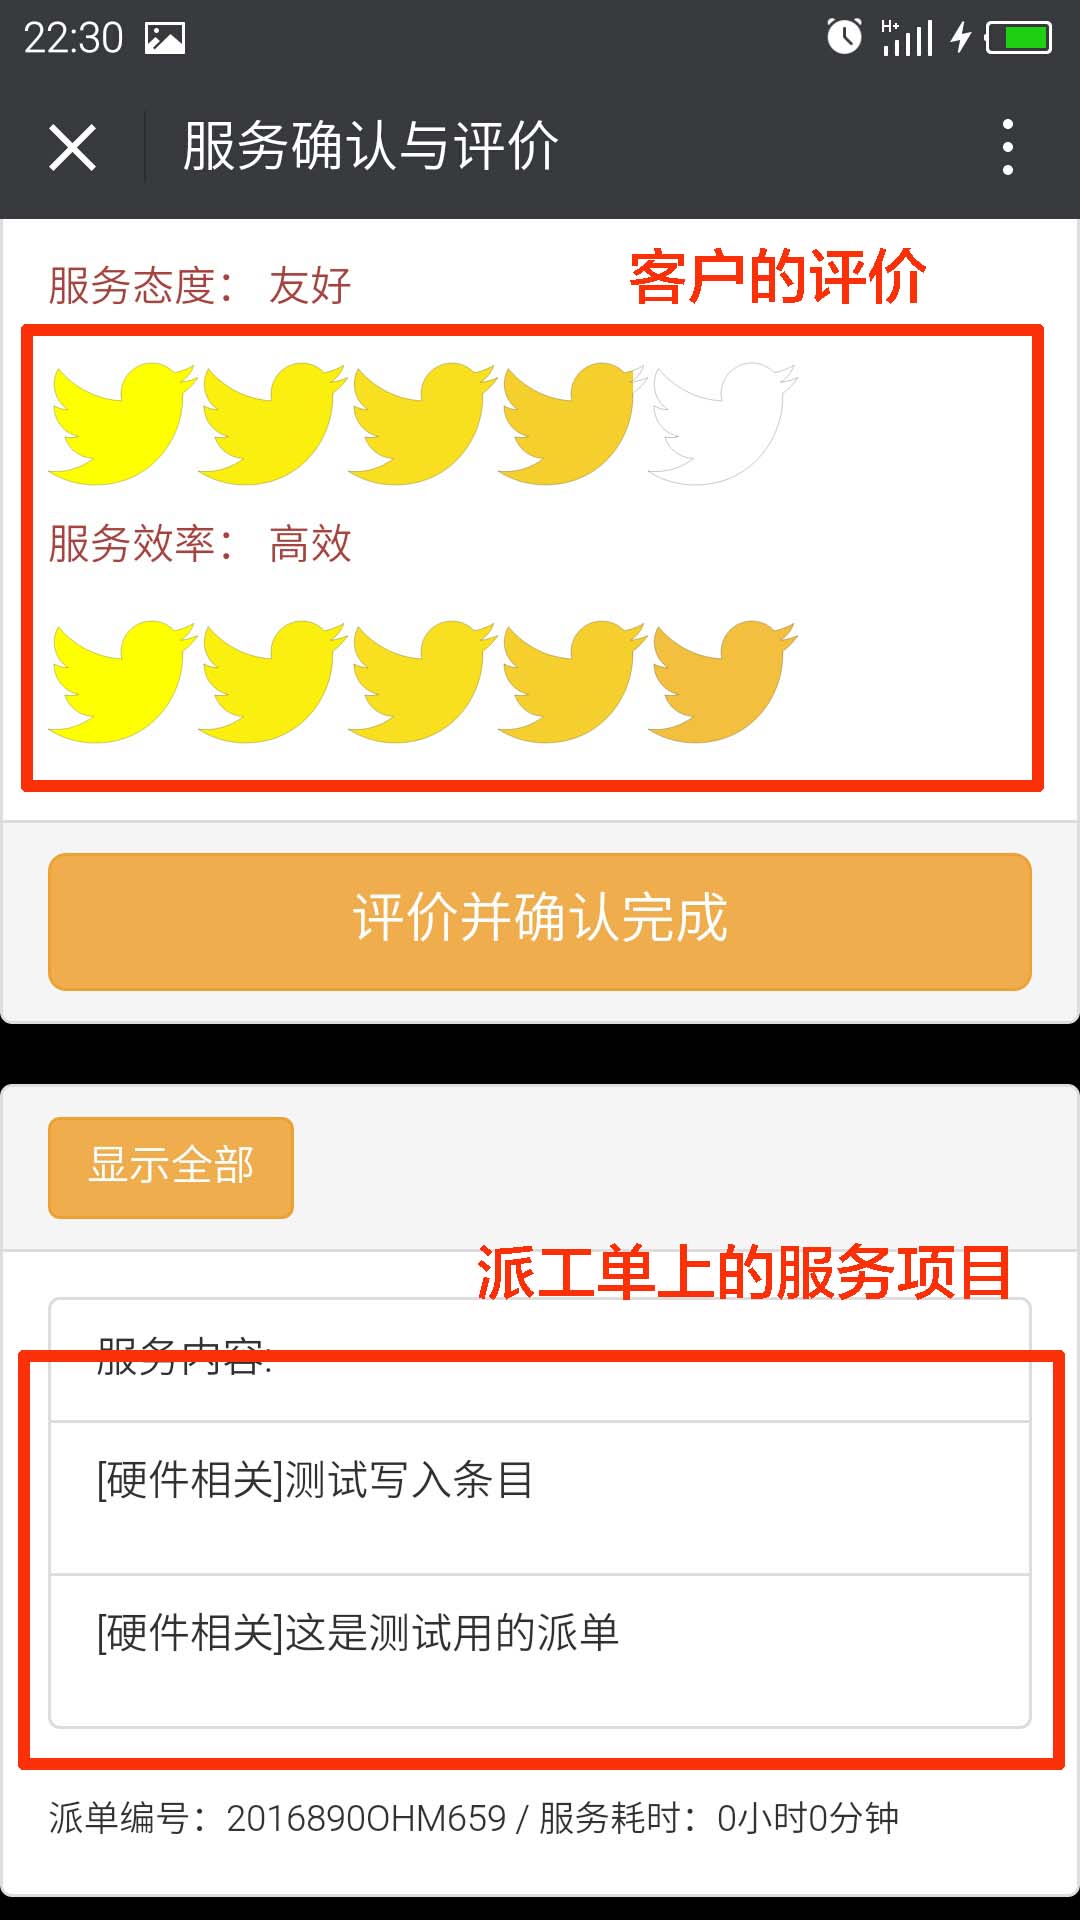 22:30
H+
服务确认与评价
服务态度： 友好
客户的评价
服务效率： 高效
评价并确认完成
显示全部
派工单上的服务项目
服务内容:
[硬件相关]测试写入条目
[硬件相关]这是测试用的派单
派单编号：2016890OHM659 / 服务耗时：0小时0分钟